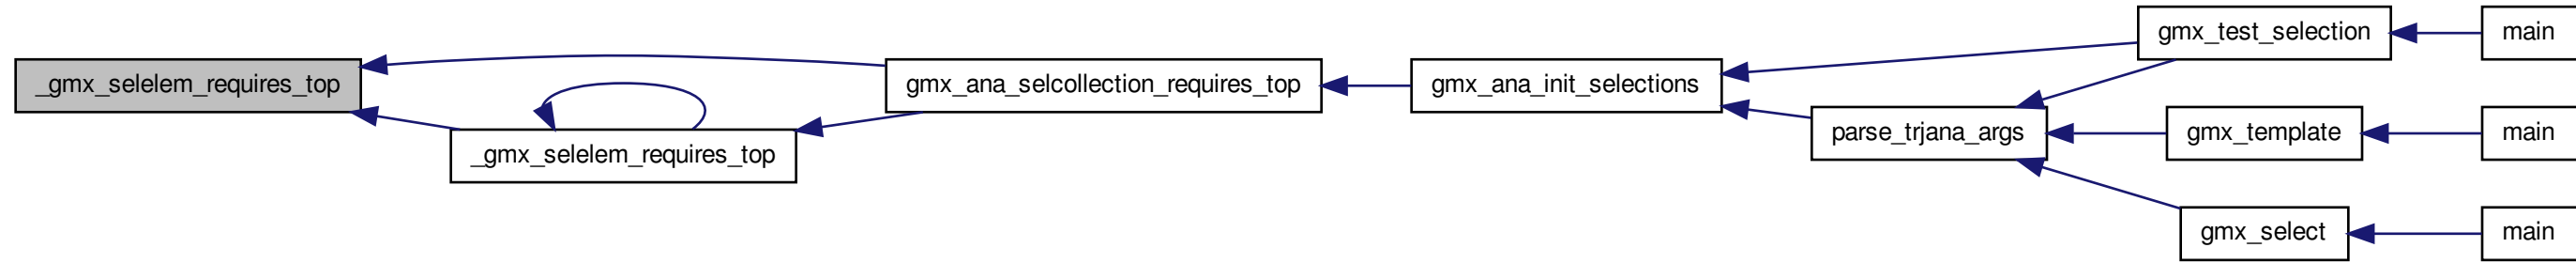 _gmx_selelem_requires_top
_gmx_selelem_requires_top
gmx_ana_selcollection_requires_top
gmx_ana_init_selections
parse_trjana_args
gmx_test_selection
gmx_template
gmx_select
main
main
main